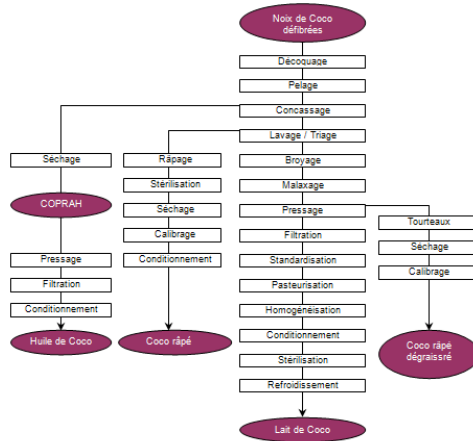 Noix de Coco
défibrées
Décoquage
Pelage
Concassage
Lavage / Triage
Broyage
Malaxage
Pressage
Filtration
Standardisation
Pasteurisation
Homogénéisation
Conditionnement
Stérilisation
Refroidissement
Lait de Coco
Séchage
COPRAH
Pressage
Filtration
Conditionnement
Huile de Coco
Râpage
Stérilisation
Séchage
Calibrage
Conditionnement
Coco râpé
Tourteaux
Séchage
Calibrage
Coco râpé
dégraissré